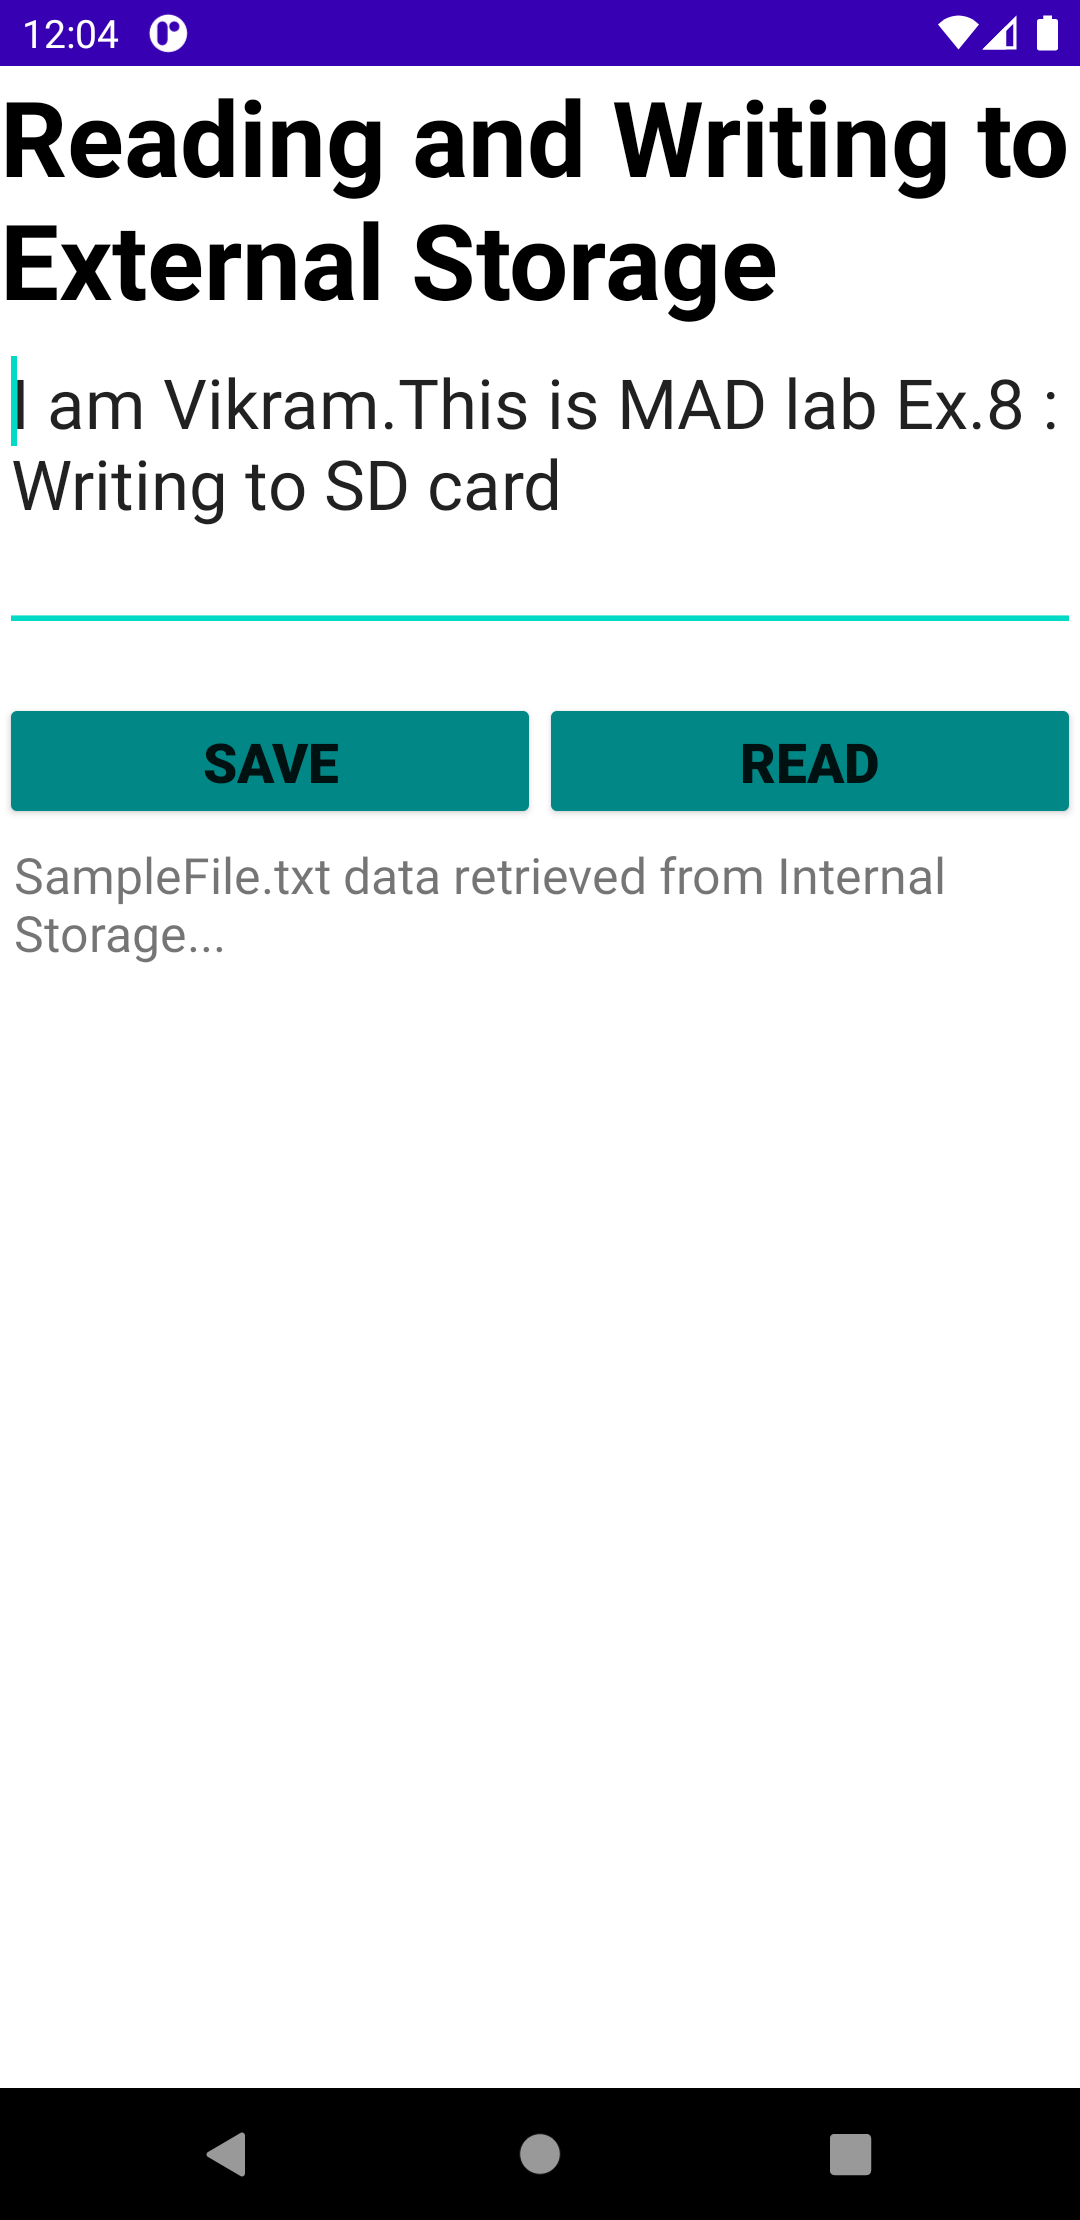 12:04
Reading and Writing to
External Storage
I am Vikram.This is MAD lab Ex.8 :
Writing to SD card
SAVE
READ
SampleFile.txt data retrieved from Internal
Storage...